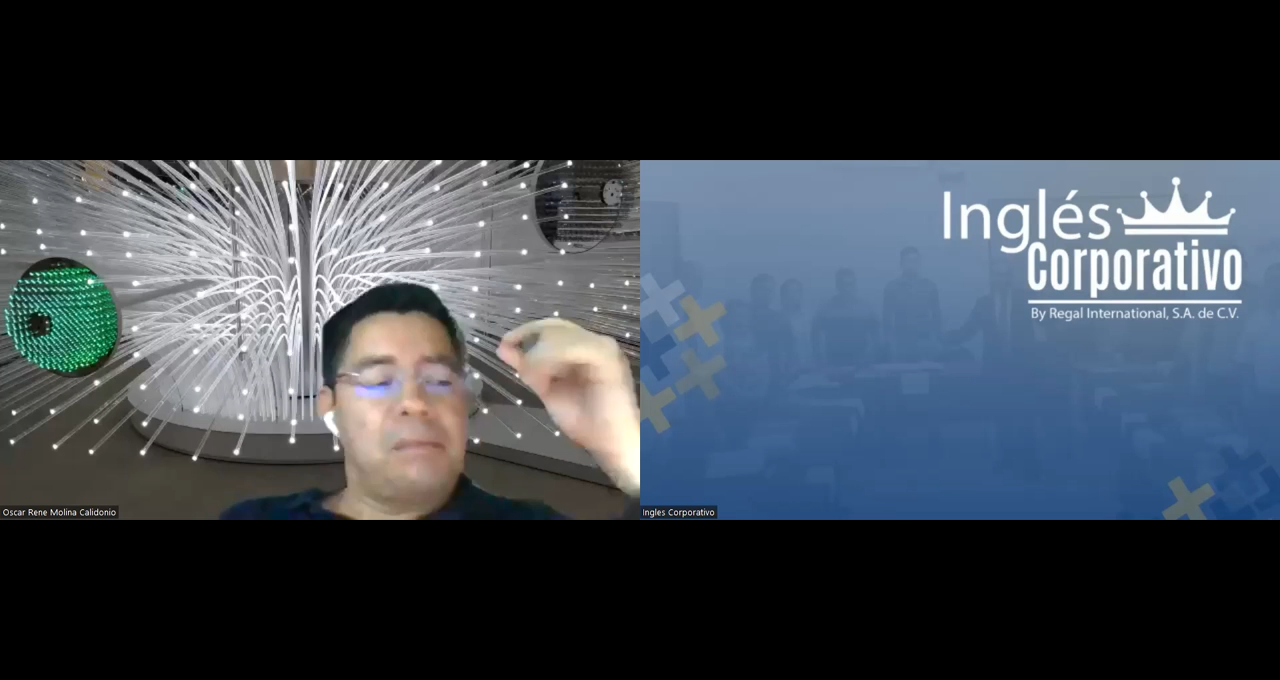 Inglés
Corporativo
By Regal International, S.A. de C.V.
Oscar Rene Molina Calidonio
Ingles Corporativo